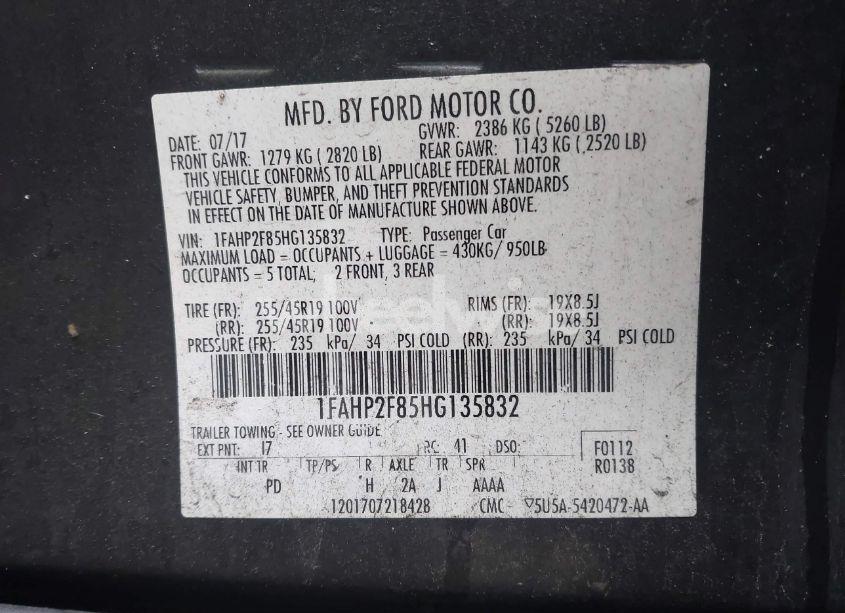 MFD. BY FORD MOTOR CO.
DATE: 07/17 GVWR: 2386 KG ( 5260 LB)
FRONT GAWR: 1279 KG ( 2820 LB) REAR GAWR: 1143 KG ( 2520 LB)
THIS VEHICLE CONFORMS TO ALL APPLICABLE FEDERAL MOTOR
VEHICLE SAFETY, BUMPER, AND THEFT PREVENTION STANDARDS
IN EFFECT ON THE DATE OF MANUFACTURE SHOWN ABOVE.
VIN: 1FAHP2F85HG135832 TYPE: Passenger Car
MAXIMUM LOAD = OCCUPANTS + LUGGAGE = 430KG/ 950LB
OCCUPANTS = 5 TOTAL; 2 FRONT, 3 REAR
TIRE (FR): 255/45R19 100V RIMS (FR): 19X8.5J
(RR): 255/45R19 100V (RR): 19X8.5J
PRESSURE (FR): 235 kPa/ 34 PSI COLD (RR): 235 kPa/ 34 PSI COLD
1FAHP2F85HG135832
TRAILER TOWING - SEE OWNER GUIDE
EXT PNT: RC: 41 DSO: F0112
R0138
INT TR TP/PS R AXLE TR SPR
PD H 2A J AAAA
1201707218428 CMC 5U5A-5420472-AA